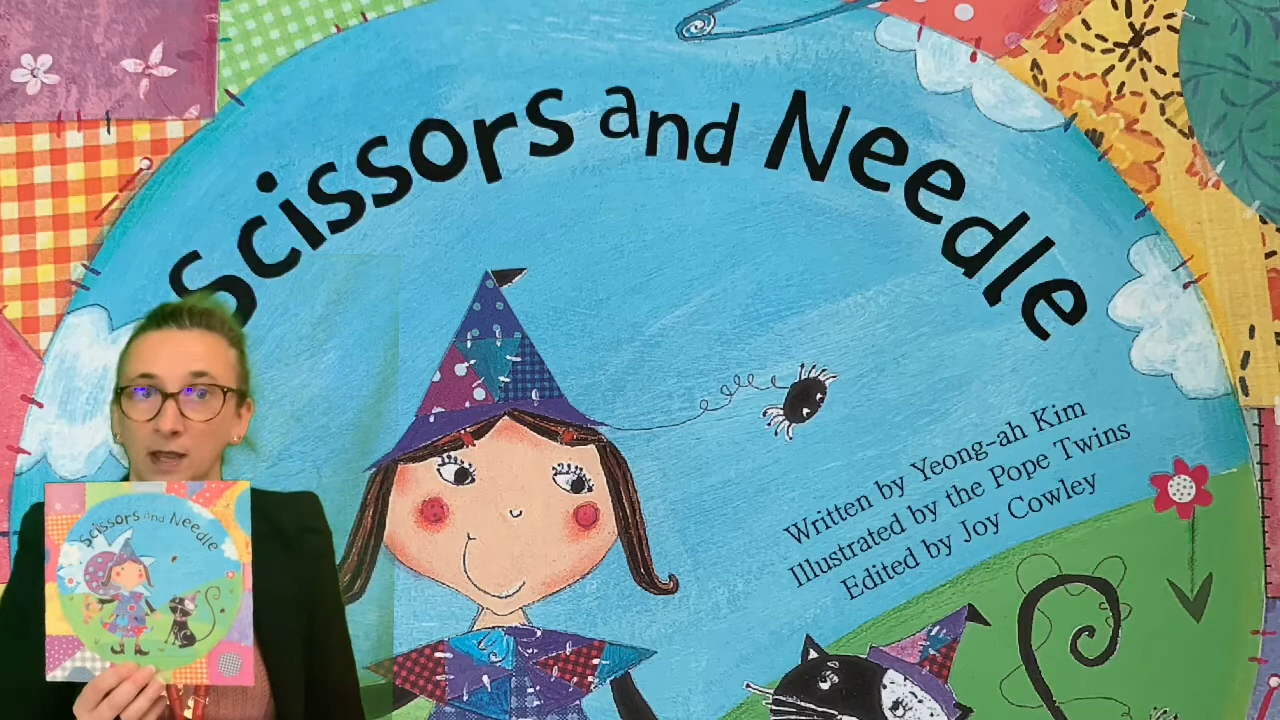 Scissors and Needle
Written by Yeong-ah Kim
Illustrated by the Pope Twins
Edited by Joy Cowley
Scissors and Needle